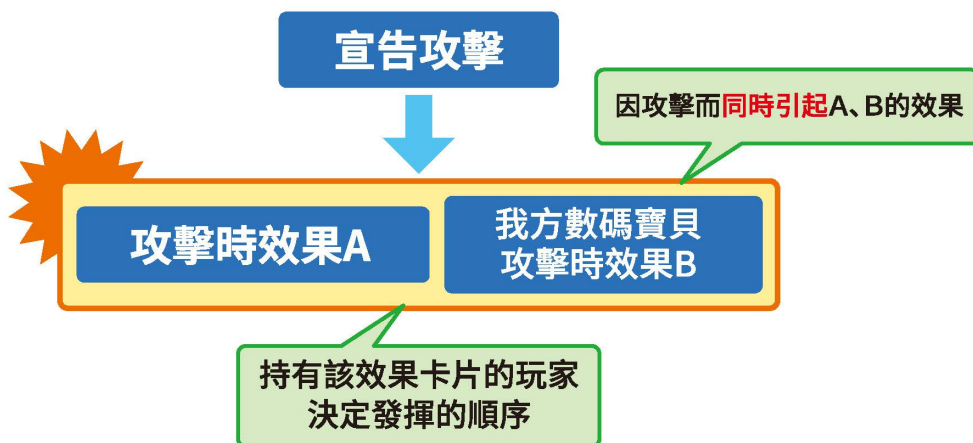 宣告攻擊
因攻擊而同時引起A、B的效果
攻擊時效果A
我方數碼寶貝
攻擊時效果B
持有該效果卡片的玩家
決定發揮的順序